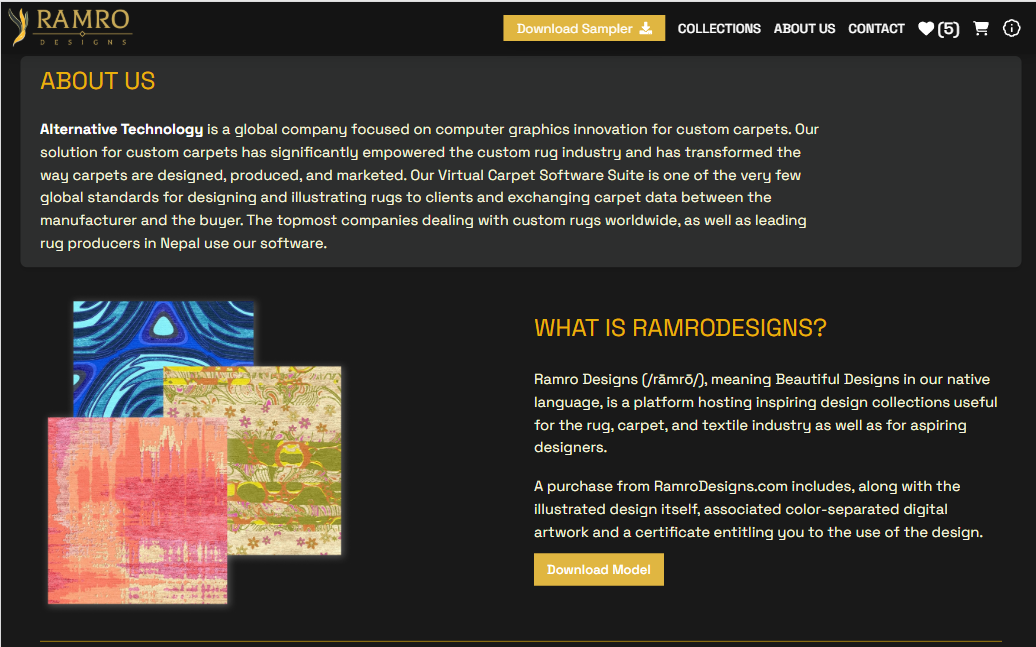 RAMRO
DESIGNS
Download Sampler
COLLECTIONS
ABOUT US
CONTACT
(5)
ABOUT US
Alternative Technology is a global company focused on computer graphics innovation for custom carpets. Our
solution for custom carpets has significantly empowered the custom rug industry and has transformed the
way carpets are designed, produced, and marketed. Our Virtual Carpet Software Suite is one of the very few
global standards for designing and illustrating rugs to clients and exchanging carpet data between the
manufacturer and the buyer. The topmost companies dealing with custom rugs worldwide, as well as leading
rug producers in Nepal use our software.
WHAT IS RAMRODESIGNS?
Ramro Designs (/rāmrō/), meaning Beautiful Designs in our native
language, is a platform hosting inspiring design collections useful
for the rug, carpet, and textile industry as well as for aspiring
designers.
A purchase from RamroDesigns.com includes, along with the
illustrated design itself, associated color-separated digital
artwork and a certificate entitling you to the use of the design.
Download Model